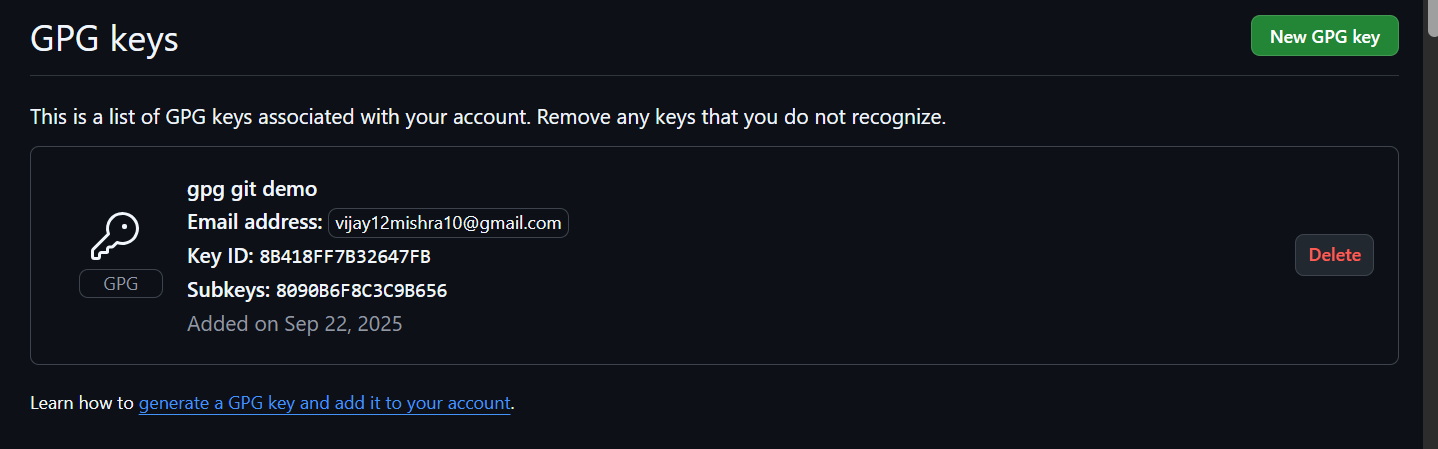 GPG keys
New GPG key
This is a list of GPG keys associated with your account. Remove any keys that you do not recognize.
gpg git demo
Email address: vijay12mishra10@gmail.com
Key ID: 8B418FF7B32647FB
GPG
Subkeys: 8090B6F8C3C9B656
Added on Sep 22, 2025
Delete
Learn how to generate a GPG key and add it to your account.